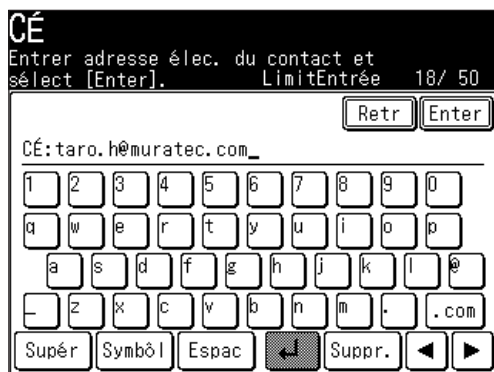 CÉ
Entrer adresse élec. du contact et
sélect [Enter]. LimitEntrée 18/ 50
Retr Enter
CÉ:taro.h@muratec.com_
1 2 3 4 5 6 7 8 9 0
q w e r t y u i o p
a s d f g h j k l @
_ z x c v b n m . .com
Supér Symbôl Espac ↵ Suppr. ◀ ▶